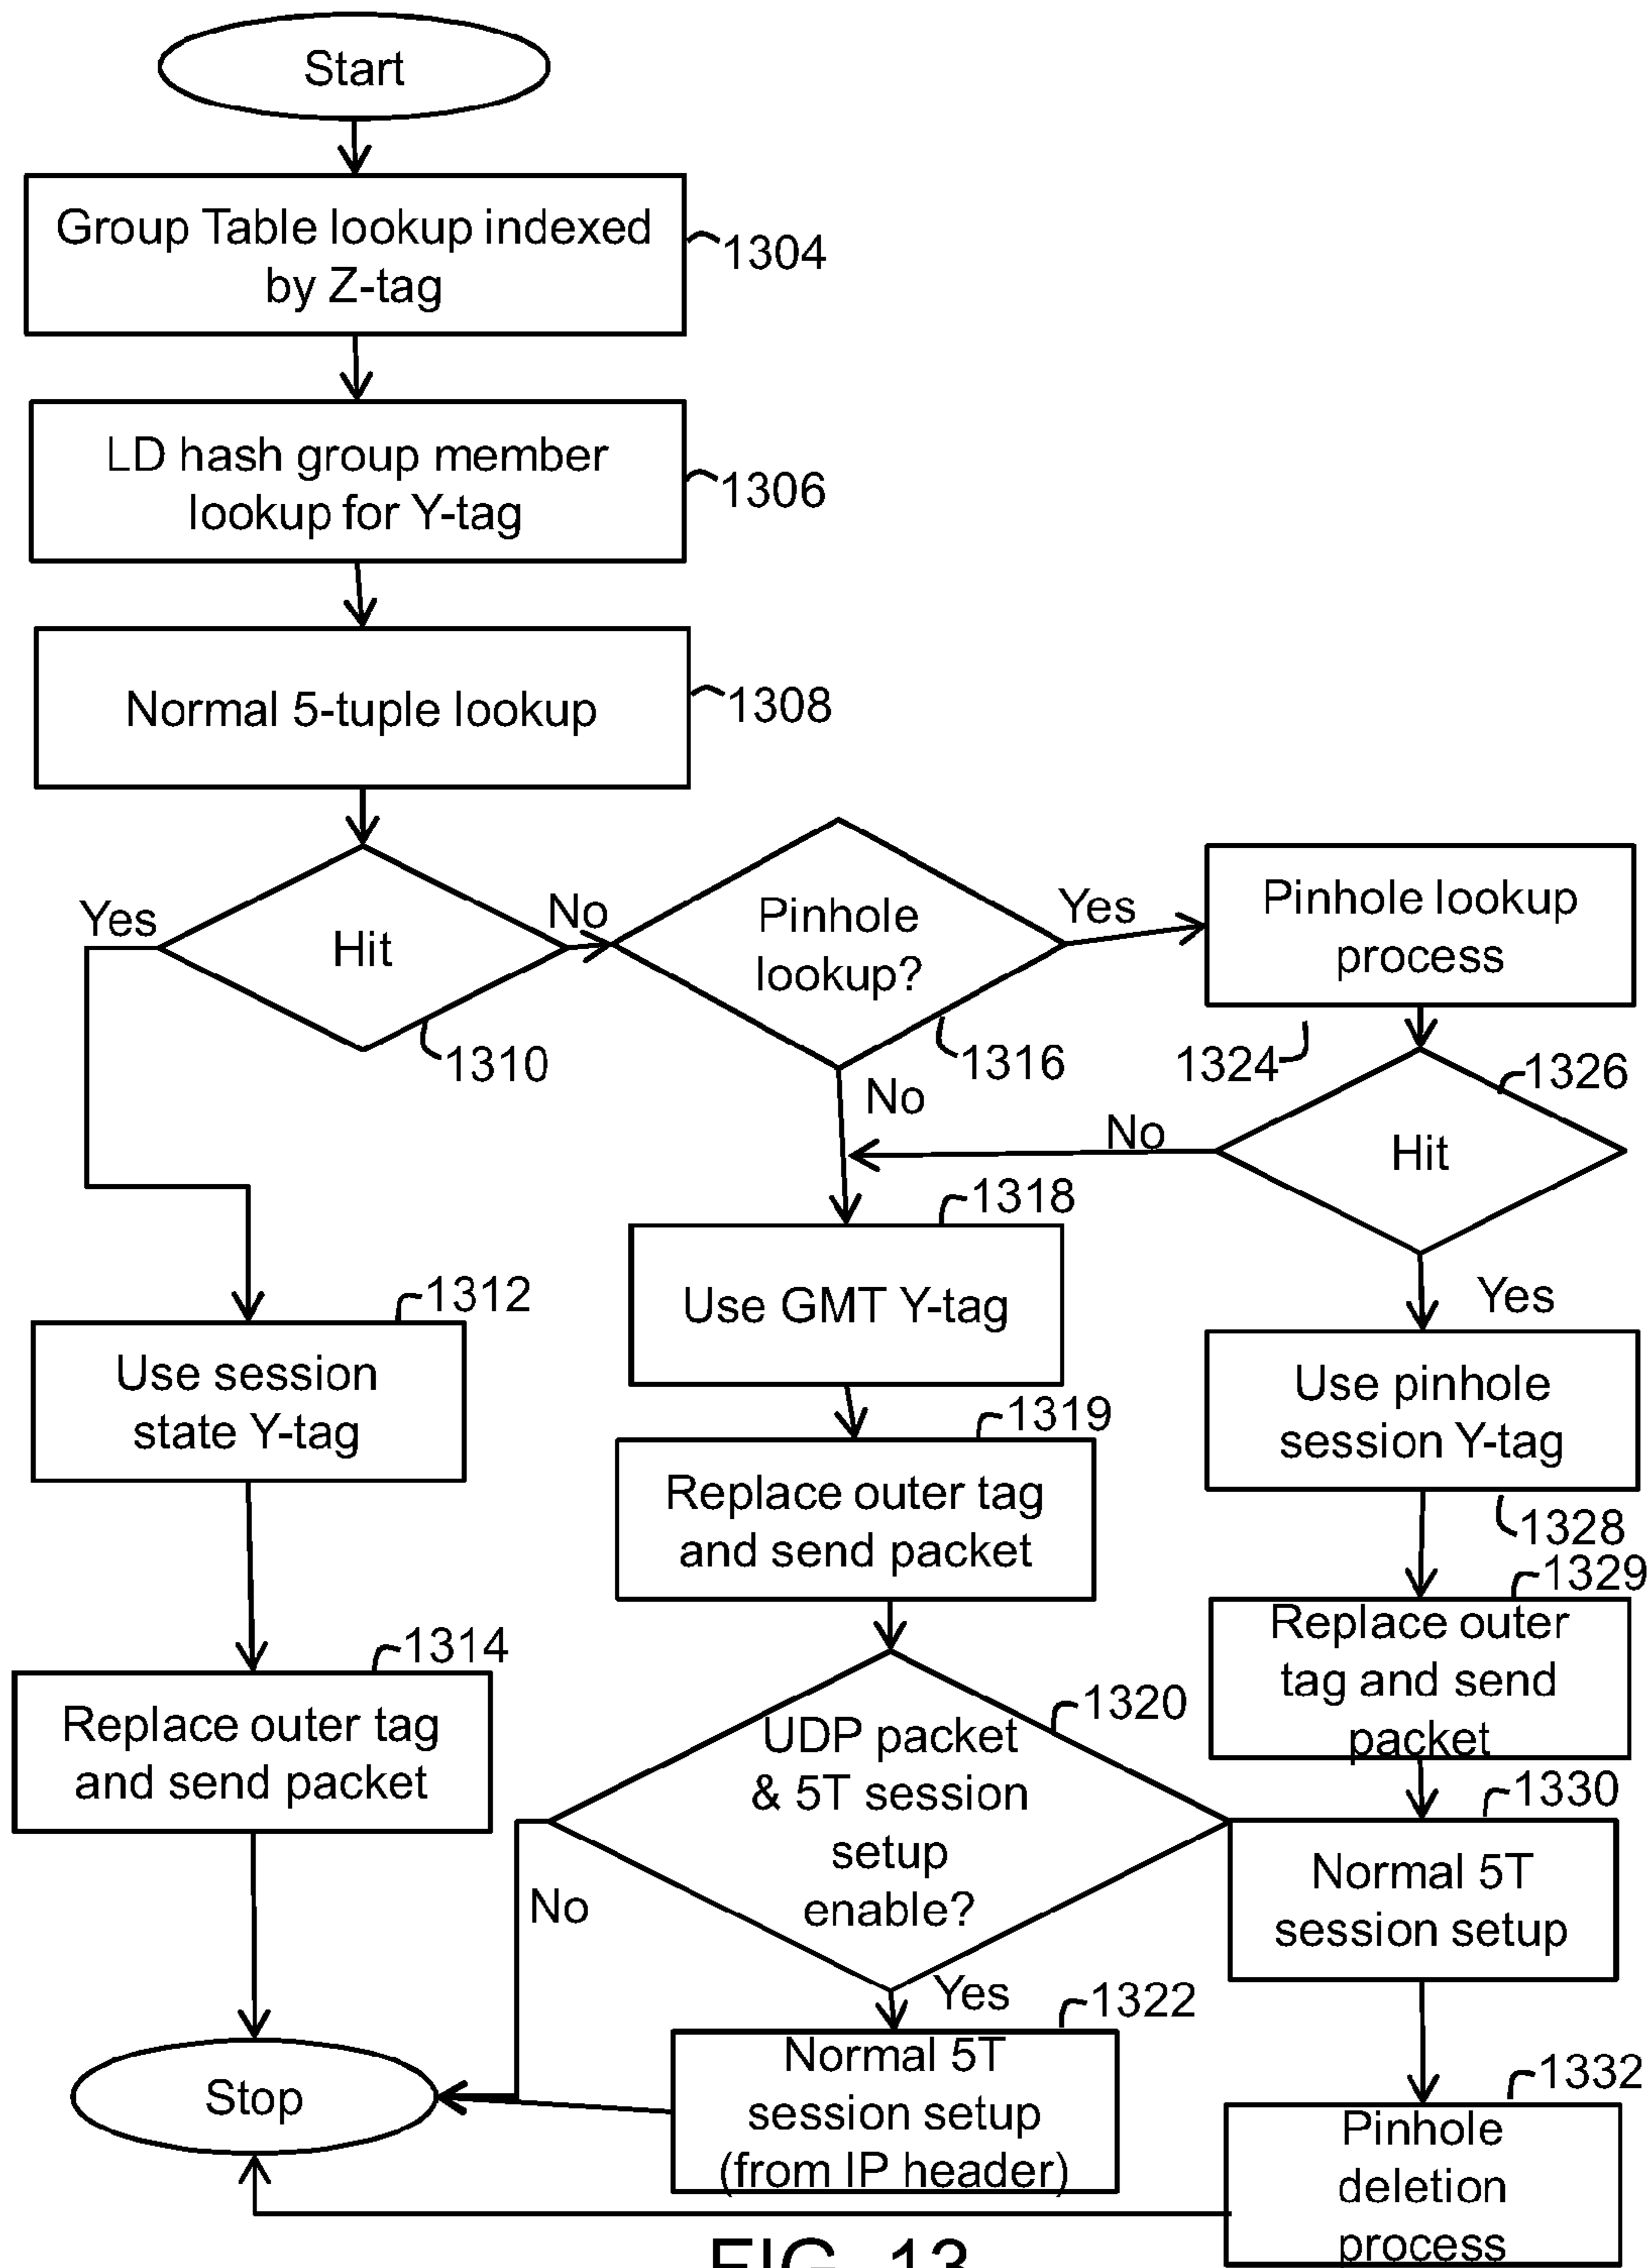 Start
Group Table lookup indexed
by Z-tag
1304
LD hash group member
lookup for Y-tag
1306
Normal 5-tuple lookup
1308
Yes
Hit
No
1310
Pinhole
lookup?
Yes
1316
No
Pinhole lookup
process
1324
1326
Hit
No
Yes
1312
Use session
state Y-tag
1318
Use GMT Y-tag
Use pinhole
session Y-tag
1328
1319
Replace outer tag
and send packet
1329
Replace outer
tag and send
packet
1314
Replace outer tag
and send packet
1320
UDP packet
& 5T session
setup
enable?
No
Yes
1330
Normal 5T
session setup
1322
Normal 5T
session setup
(from IP header)
1332
Pinhole
deletion
process
Stop
FIG. 13